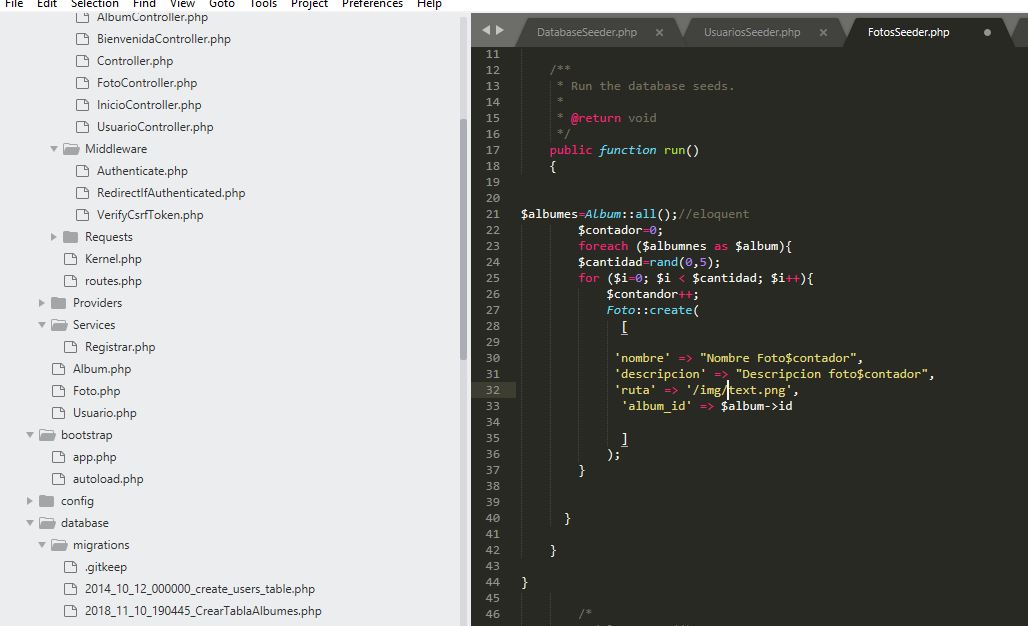 File Edit Selection Find View Goto Tools Project Preferences Help
AlbumController.php
BienvenidaController.php
Controller.php
FotoController.php
InicioController.php
UsuarioController.php
Middleware
Authenticate.php
RedirectIfAuthenticated.php
VerifyCsrfToken.php
Requests
Kernel.php
routes.php
Providers
Services
Registrar.php
Album.php
Foto.php
Usuario.php
bootstrap
app.php
autoload.php
config
database
migrations
.gitkeep
2014_10_12_000000_create_users_table.php
2018_11_10_190445_CrearTablaAlbumes.php
DatabaseSeeder.php × UsuariosSeeder.php × FotosSeeder.php
11
12 /**
13 * Run the database seeds.
14 *
15 * @return void
16 */
17 public function run()
18 {
19
20
21 $albumes=Album::all();//eloquent
22 $contador=0;
23 foreach ($albumnes as $album){
24 $cantidad=rand(0,5);
25 for ($i=0; $i < $cantidad; $i++){
26 $contandor++;
27 Foto::create(
28 [
29
30 'nombre' => "Nombre Foto$contador",
31 'descripcion' => "Descripcion foto$contador",
32 'ruta' => '/img/text.png',
33 'album_id' => $album->id
34
35 ]
36 );
37 }
38
39
40 }
41
42 }
43
44 }
45
46 /*